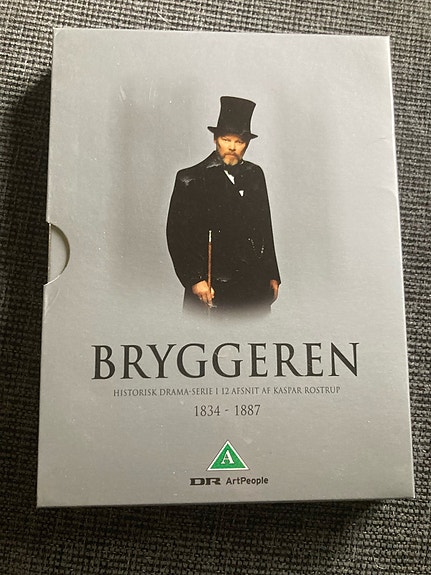 BRYGGEREN
HISTORISK DRAMA-SERIE I 12 AFSNIT AF KASPAR ROSTRUP
1834 - 1887
A
DR ArtPeople